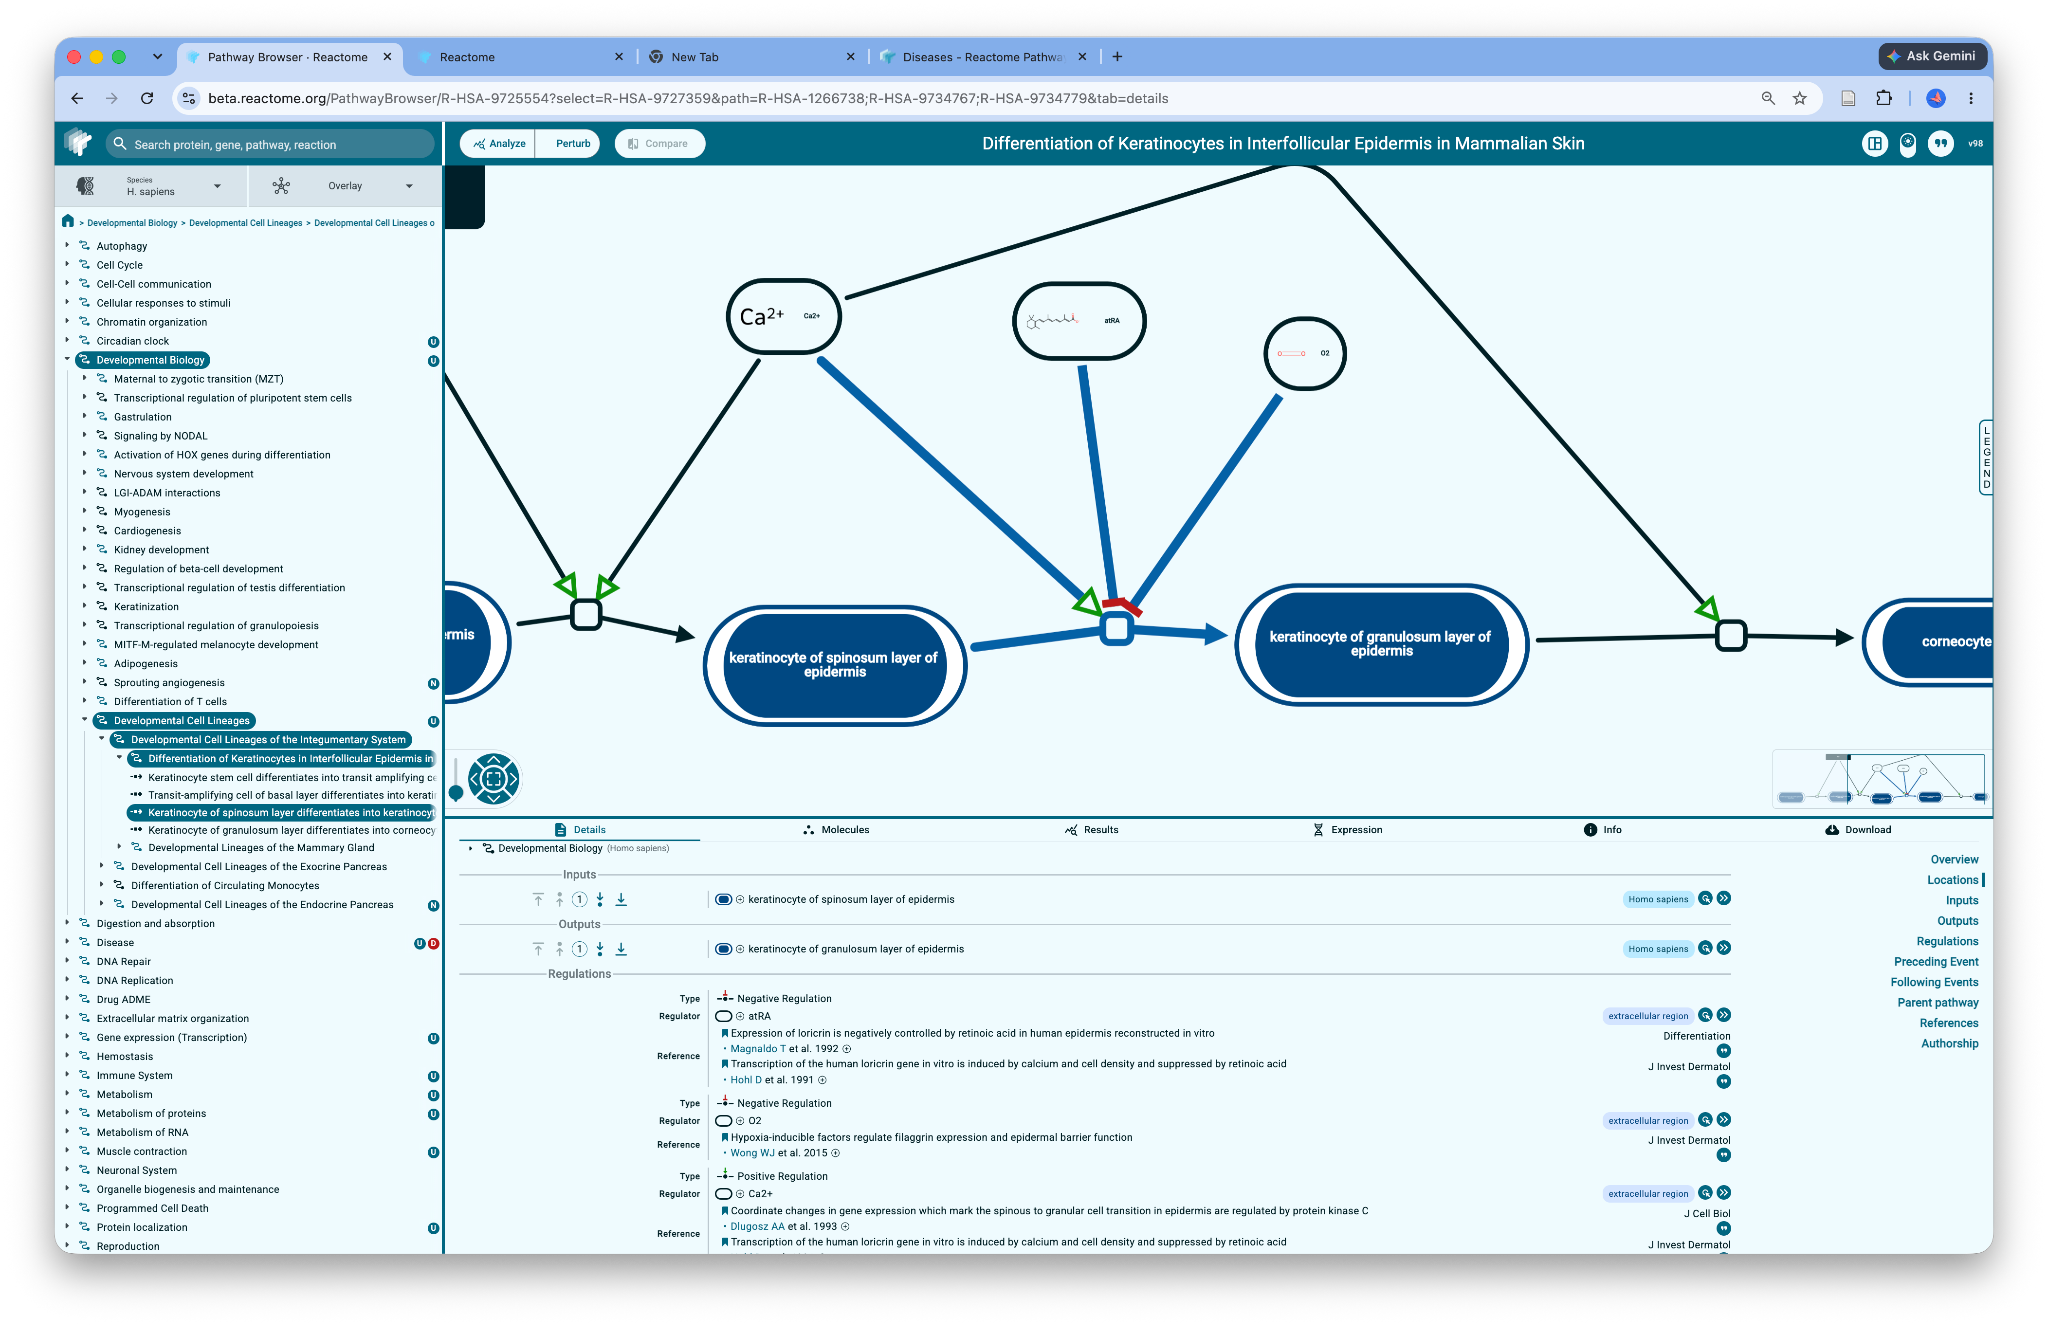 Pathway Browser · Reactome
Reactome
New Tab
Diseases - Reactome Pathwa
Ask Gemini
beta.reactome.org/PathwayBrowser/R-HSA-9725554?select=R-HSA-9727359&path=R-HSA-1266738;R-HSA-9734767;R-HSA-9734779&tab=details
Search protein, gene, pathway, reaction
Analyze
Perturb
Compare
Differentiation of Keratinocytes in Interfollicular Epidermis in Mammalian Skin
v98
Species
H. sapiens
Overlay
> Developmental Biology > Developmental Cell Lineages > Developmental Cell Lineages o
Autophagy
Cell Cycle
Cell-Cell communication
Cellular responses to stimuli
Chromatin organization
Circadian clock U
Developmental Biology U
Maternal to zygotic transition (MZT)
Transcriptional regulation of pluripotent stem cells
Gastrulation
Signaling by NODAL
Activation of HOX genes during differentiation
Nervous system development
LGI-ADAM interactions
Myogenesis
Cardiogenesis
Kidney development
Regulation of beta-cell development
Transcriptional regulation of testis differentiation
Keratinization
Transcriptional regulation of granulopoiesis
MITF-M-regulated melanocyte development
Adipogenesis
Sprouting angiogenesis N
Differentiation of T cells
Developmental Cell Lineages U
Developmental Cell Lineages of the Integumentary System
Differentiation of Keratinocytes in Interfollicular Epidermis in
Keratinocyte stem cell differentiates into transit amplifying ce
Transit-amplifying cell of basal layer differentiates into kerati
Keratinocyte of spinosum layer differentiates into keratinocyt
Keratinocyte of granulosum layer differentiates into corneocy
Developmental Lineages of the Mammary Gland
Developmental Cell Lineages of the Exocrine Pancreas
Differentiation of Circulating Monocytes
Developmental Cell Lineages of the Endocrine Pancreas N
Digestion and absorption
Disease U D
DNA Repair
DNA Replication
Drug ADME
Extracellular matrix organization
Gene expression (Transcription) U
Hemostasis
Immune System U
Metabolism U
Metabolism of proteins U
Metabolism of RNA
Muscle contraction U
Neuronal System
Organelle biogenesis and maintenance
Programmed Cell Death
Protein localization U
Reproduction
Ca2+ Ca2+
atRA
O2
ermis
keratinocyte of spinosum layer of
epidermis
keratinocyte of granulosum layer of
epidermis
corneocyte
LEGEND
Details
Molecules
Results
Expression
Info
Download
Developmental Biology (Homo sapiens)
Inputs
1 keratinocyte of spinosum layer of epidermis Homo sapiens
Outputs
1 keratinocyte of granulosum layer of epidermis Homo sapiens
Regulations
Type Negative Regulation
Regulator atRA extracellular region
Reference Expression of loricrin is negatively controlled by retinoic acid in human epidermis reconstructed in vitro Differentiation
• Magnaldo T et al. 1992
Transcription of the human loricrin gene in vitro is induced by calcium and cell density and suppressed by retinoic acid J Invest Dermatol
• Hohl D et al. 1991
Type Negative Regulation
Regulator O2 extracellular region
Reference Hypoxia-inducible factors regulate filaggrin expression and epidermal barrier function J Invest Dermatol
• Wong WJ et al. 2015
Type Positive Regulation
Regulator Ca2+ extracellular region
Reference Coordinate changes in gene expression which mark the spinous to granular cell transition in epidermis are regulated by protein kinase C J Cell Biol
• Dlugosz AA et al. 1993
Transcription of the human loricrin gene in vitro is induced by calcium and cell density and suppressed by retinoic acid J Invest Dermatol
Overview
Locations
Inputs
Outputs
Regulations
Preceding Event
Following Events
Parent pathway
References
Authorship